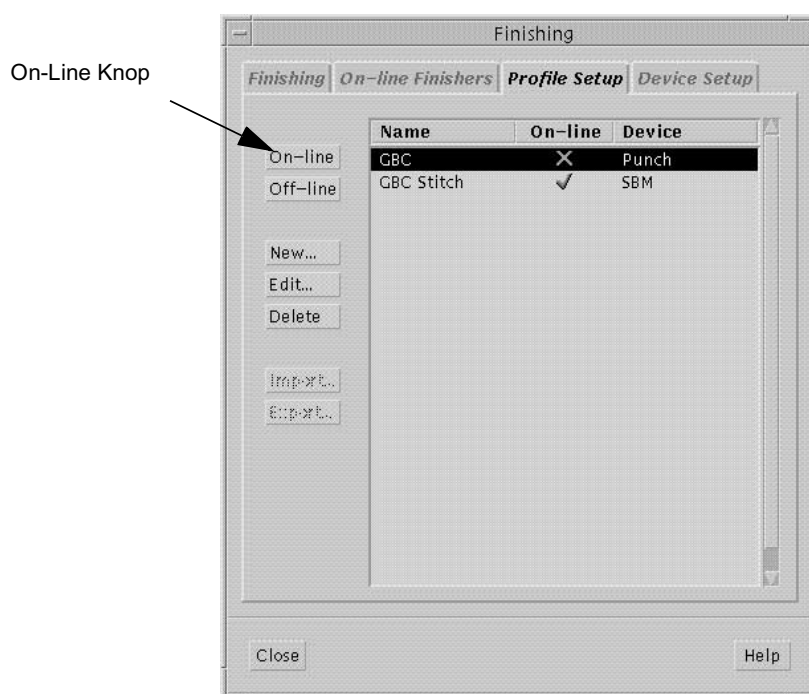 Finishing
On-Line Knop
Finishing On-line Finishers Profile Setup Device Setup
Name On-line Device
On-line
GBC Punch
Off-line
GBC Stitch SBM
New...
Edit...
Delete
Import...
Export...
Close Help